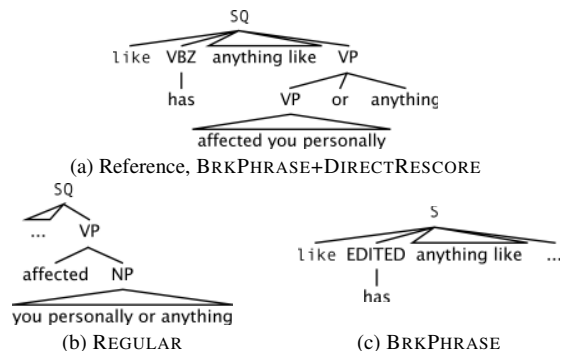 SQ
like VBZ anything like VP
has VP or anything
affected you personally
(a) Reference, BRKPHRASE+DIRECTRESCORE
SQ
... VP
affected NP
you personally or anything
(b) REGULAR
S
like EDITED anything like ...
has
(c) BRKPHRASE